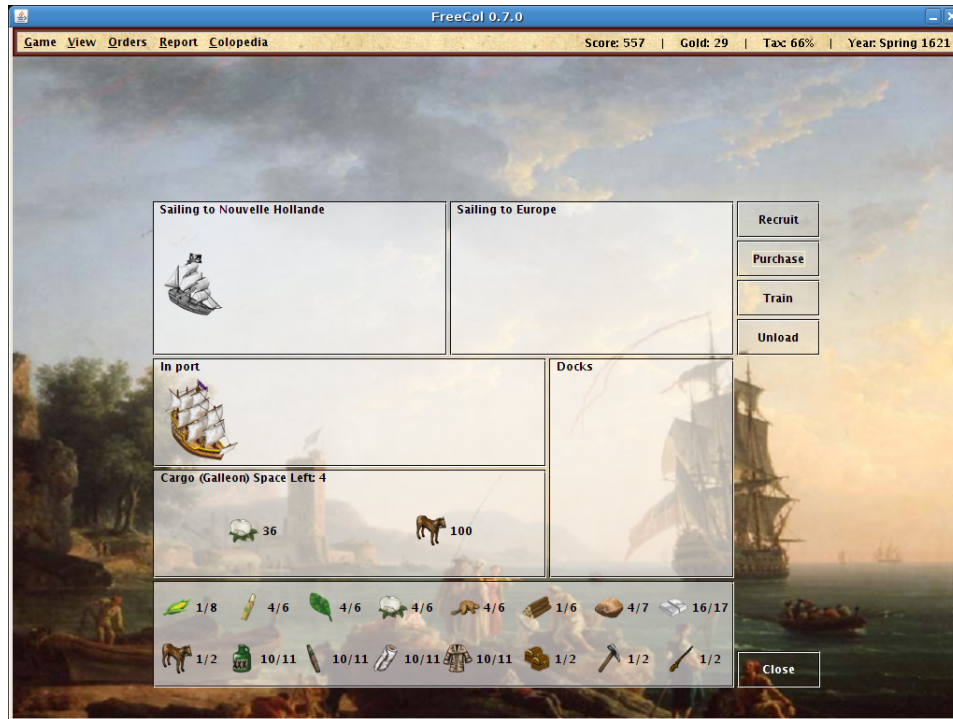 FreeCol 0.7.0
Game View Orders Report Colopedia Score: 557 | Gold: 29 | Tax: 66% | Year: Spring 1621
Sailing to Nouvelle Hollande
Sailing to Europe
Recruit
Purchase
Train
Unload
In port
Docks
Cargo (Galleon) Space Left: 4
36 100
1/8 4/6 4/6 4/6 4/6 1/6 4/7 16/17
1/2 10/11 10/11 10/11 10/11 1/2 1/2 1/2
XXX
Close